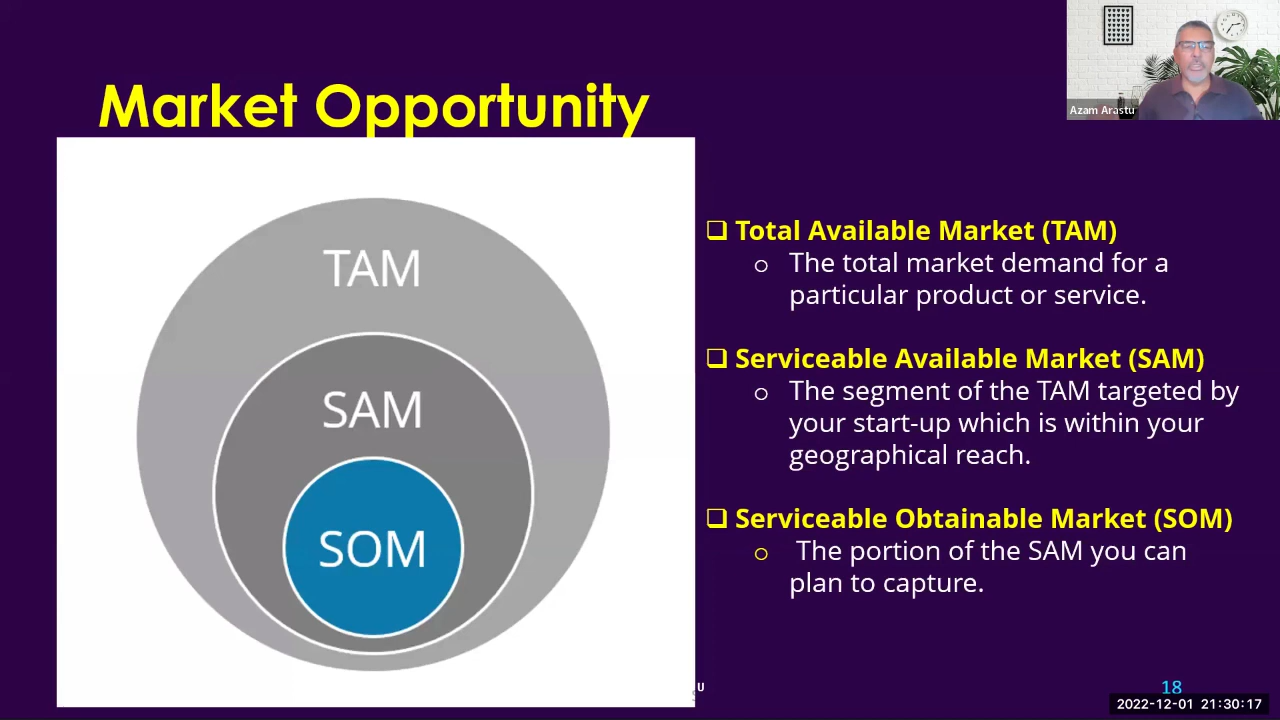 Azam Arastu
Market Opportunity
TAM
SAM
SOM
❑ Total Available Market (TAM)
o The total market demand for a
particular product or service.
❑ Serviceable Available Market (SAM)
o The segment of the TAM targeted by
your start-up which is within your
geographical reach.
❑ Serviceable Obtainable Market (SOM)
o The portion of the SAM you can
plan to capture.
U
18
2022-12-01 21:30:17